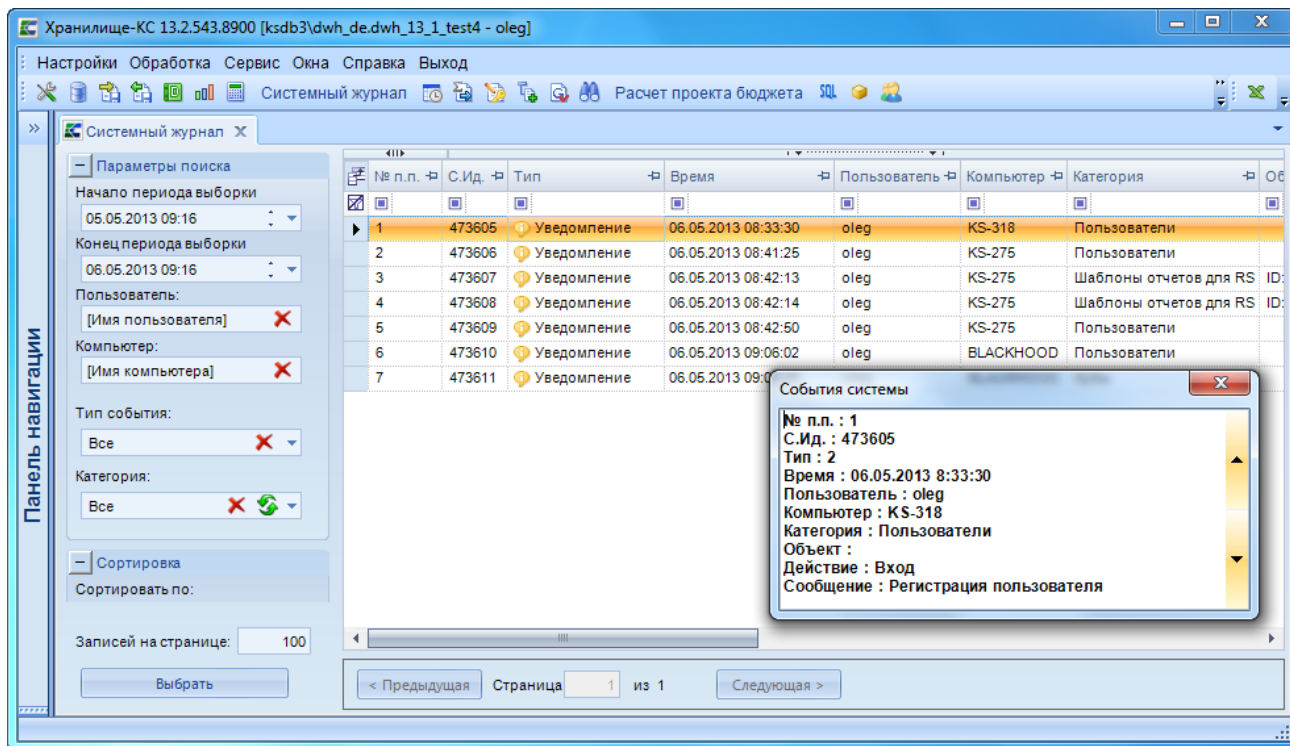 Хранилище-КС 13.2.543.8900 [ksdb3\dwh_de.dwh_13_1_test4 - oleg]
Настройки Обработка Сервис Окна Справка Выход
Системный журнал Расчет проекта бюджета SQL
Панель навигации
Системный журнал
Параметры поиска
Начало периода выборки
05.05.2013 09:16
Конец периода выборки
06.05.2013 09:16
Пользователь:
[Имя пользователя]
Компьютер:
[Имя компьютера]
Тип события:
Все
Категория:
Все
Сортировка
Сортировать по:
Записей на странице: 100
Выбрать
№ п.п. С.Ид. Тип Время Пользователь Компьютер Категория Об
1 473605 Уведомление 06.05.2013 08:33:30 oleg KS-318 Пользователи
2 473606 Уведомление 06.05.2013 08:41:25 oleg KS-275 Пользователи
3 473607 Уведомление 06.05.2013 08:42:13 oleg KS-275 Шаблоны отчетов для RS ID:
4 473608 Уведомление 06.05.2013 08:42:14 oleg KS-275 Шаблоны отчетов для RS ID:
5 473609 Уведомление 06.05.2013 08:42:50 oleg KS-275 Пользователи
6 473610 Уведомление 06.05.2013 09:06:02 oleg BLACKHOOD Пользователи
7 473611 Уведомление 06.05.2013 09:0
События системы
№ п.п. : 1
С.Ид. : 473605
Тип : 2
Время : 06.05.2013 8:33:30
Пользователь : oleg
Компьютер : KS-318
Категория : Пользователи
Объект :
Действие : Вход
Сообщение : Регистрация пользователя
< Предыдущая Страница 1 из 1 Следующая >